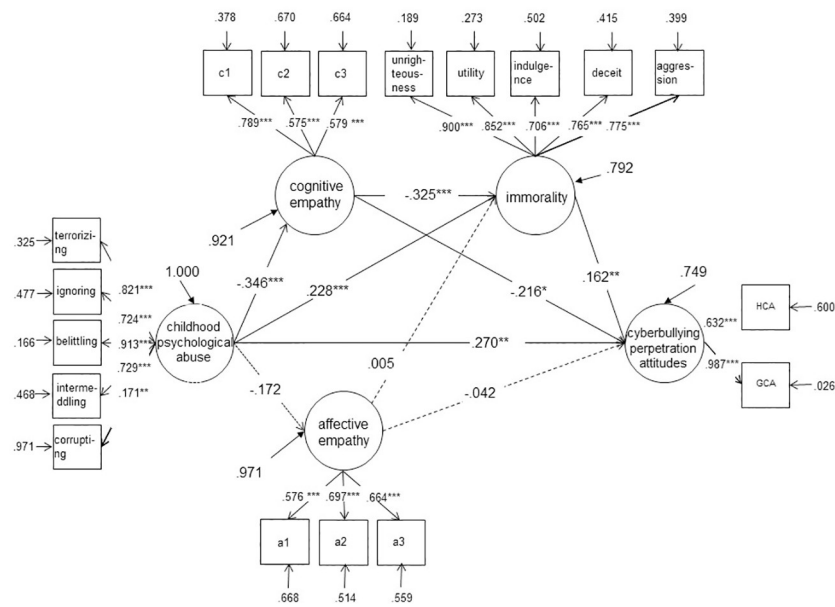 .378 .670 .664 .189 .273 .502 .415 .399
c1 c2 c3 unrigh-
teous-
ness utility indulge-
nce deceit aggres-
sion
.789*** .575*** .579 *** .900*** .852*** .706*** .765*** .775***
cognitive
empathy
-.325***
immorality
.792
.921
terrorizi-
ng
.325
1.000
-.346***
.228***
-.216*
.162**
.749
ignoring
.477
.821***
.724***
belittling
.166
.913***
.729***
childhood
psychological
abuse
.270**
cyberbullying
perpetration
attitudes
.632***
HCA
.600
.987***
GCA
.026
interme-
ddling
.468
.171**
-.172
.005
-.042
corrupti-
ng
.971
affective
empathy
.971
.576 *** .697*** .664***
a1 a2 a3
.668 .514 .559